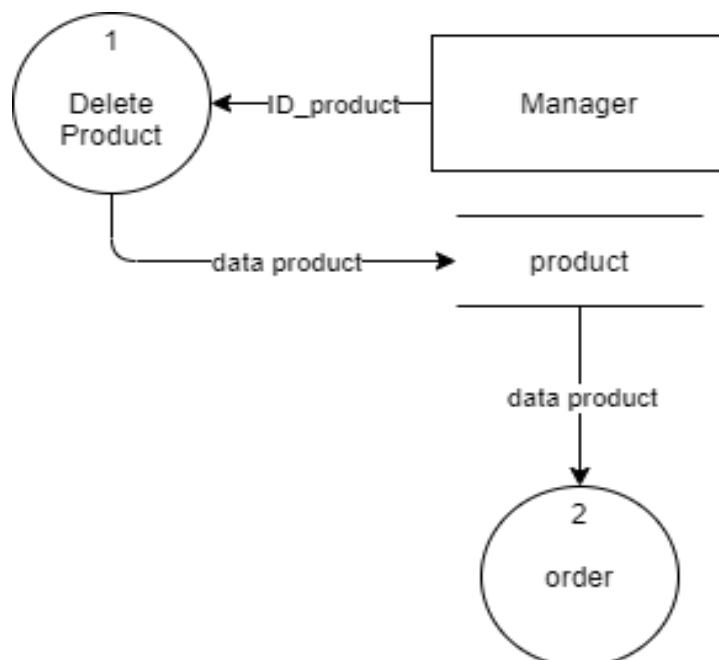 1
Delete
Product
ID_product
Manager
data product
product
data product
2
order